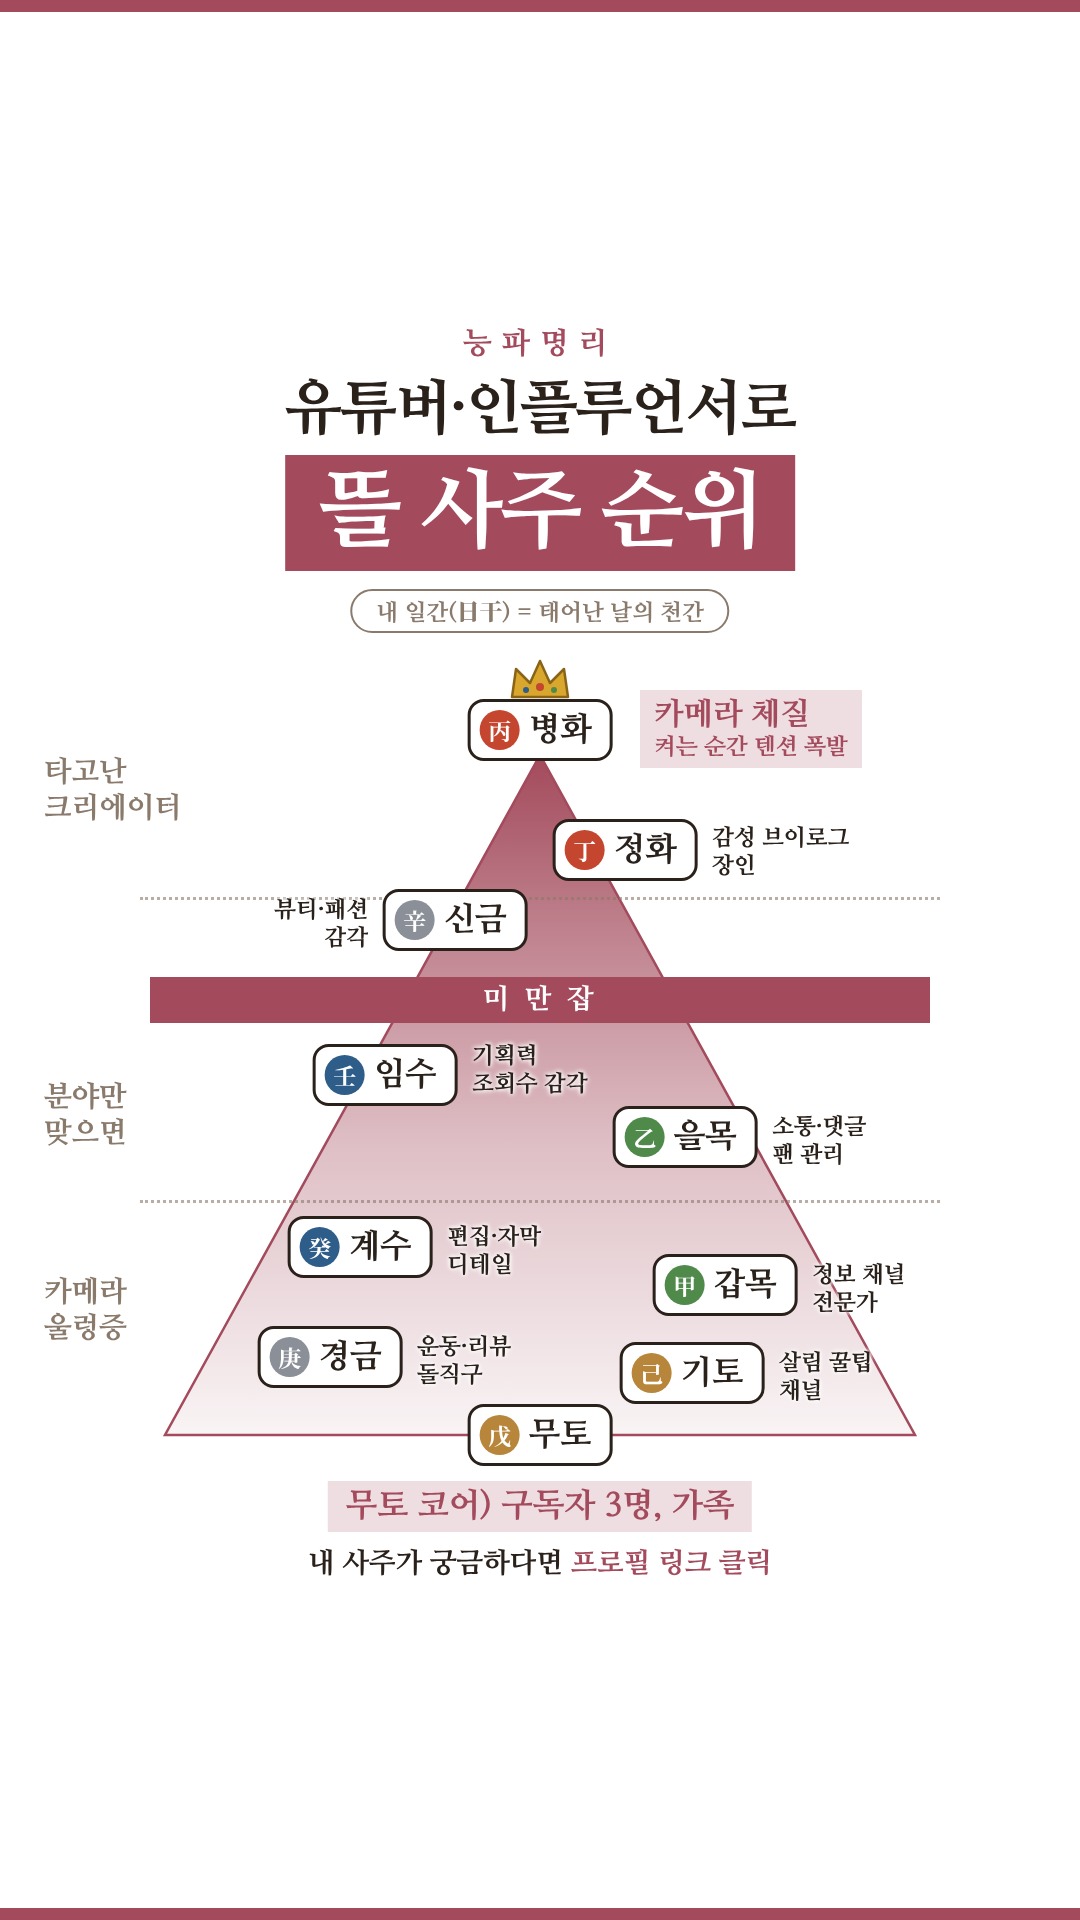 능파명리
유튜버·인플루언서로
뜰 사주 순위
내 일간(日干) = 태어난 날의 천간
丙 병화
카메라 체질
켜는 순간 텐션 폭발
타고난
크리에이터
丁 정화
감성 브이로그
장인
뷰티·패션
감각
辛 신금
미만잡
壬 임수
기획력
조회수 감각
분야만
맞으면
乙 을목
소통·댓글
팬 관리
癸 계수
편집·자막
디테일
甲 갑목
정보 채널
전문가
카메라
울렁증
庚 경금
운동·리뷰
돌직구
己 기토
살림 꿀팁
채널
戊 무토
무토 코어) 구독자 3명, 가족
내 사주가 궁금하다면 프로필 링크 클릭